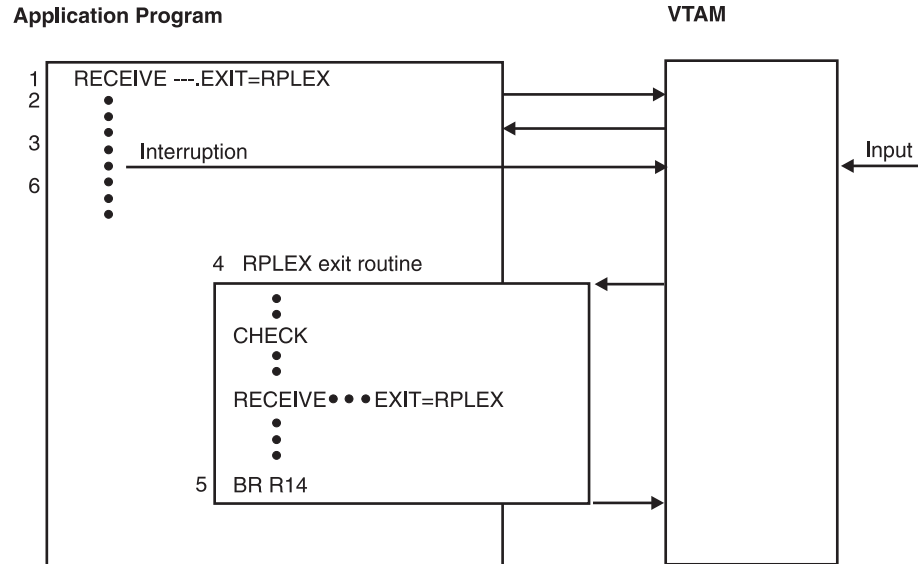 Application Program
VTAM
1 RECEIVE ---.EXIT=RPLEX
2
3
Interruption
Input
6
4 RPLEX exit routine
CHECK
RECEIVE • • • EXIT=RPLEX
5 BR R14